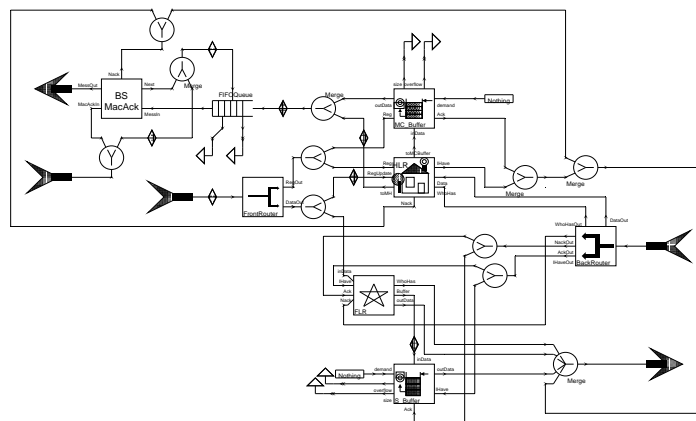 Nack
MessOut
Next
BS
MacAck
MacAckIn
MessIn
Merge
FIFOQueue
Merge
size overflow
outData
demand
Nothing
Reg
Ack
MC_Buffer
inData
toMCBuffer
HLR
Reg
IHave
RegUpdate
Data
toMH
WhoHas
Nack
Merge
Merge
RegOut
DataOut
FrontRouter
WhoHasOut
DataOut
NackOut
AckOut
IHaveOut
BackRouter
inData
IHave
WhoHas
Ack
Buffer
Nack
outData
FLR
inData
Nothing
demand
outData
overflow
IHave
size
S_Buffer
Ack
Merge